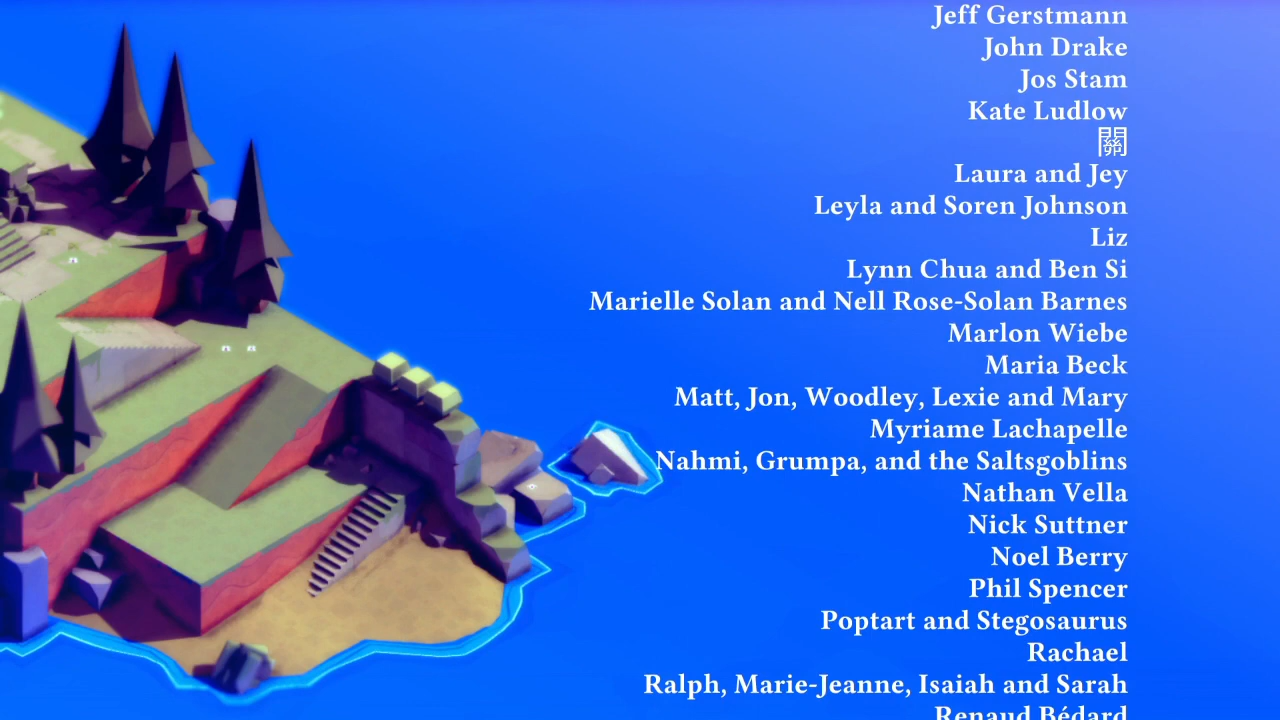 Jeff Gerstmann
John Drake
Jos Stam
Kate Ludlow
關
Laura and Jey
Leyla and Soren Johnson
Liz
Lynn Chua and Ben Si
Marielle Solan and Nell Rose-Solan Barnes
Marlon Wiebe
Maria Beck
Matt, Jon, Woodley, Lexie and Mary
Myriame Lachapelle
Nahmi, Grumpa, and the Saltsgoblins
Nathan Vella
Nick Suttner
Noel Berry
Phil Spencer
Poptart and Stegosaurus
Rachael
Ralph, Marie-Jeanne, Isaiah and Sarah
Renaud Bédard